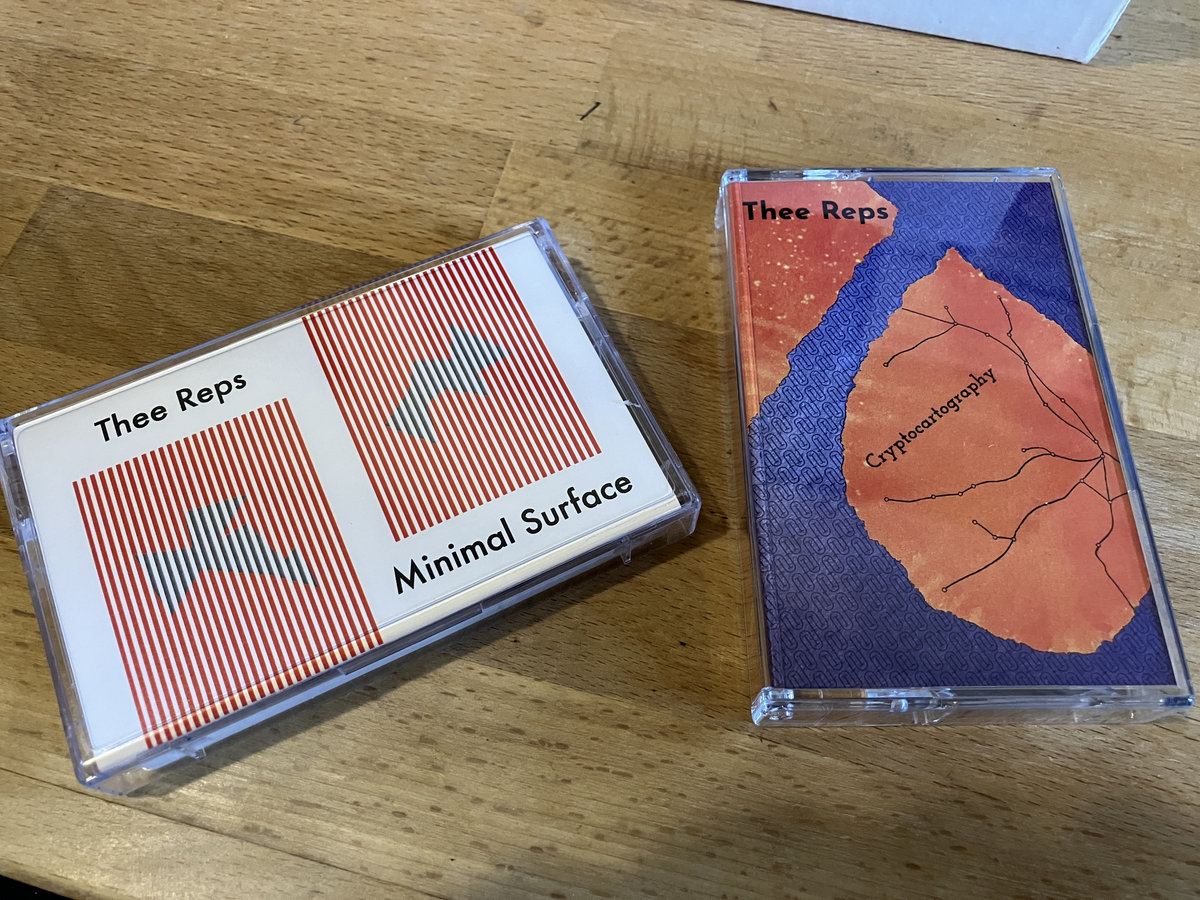 Thee Reps
Minimal Surface
Thee Reps
Cryptocartography